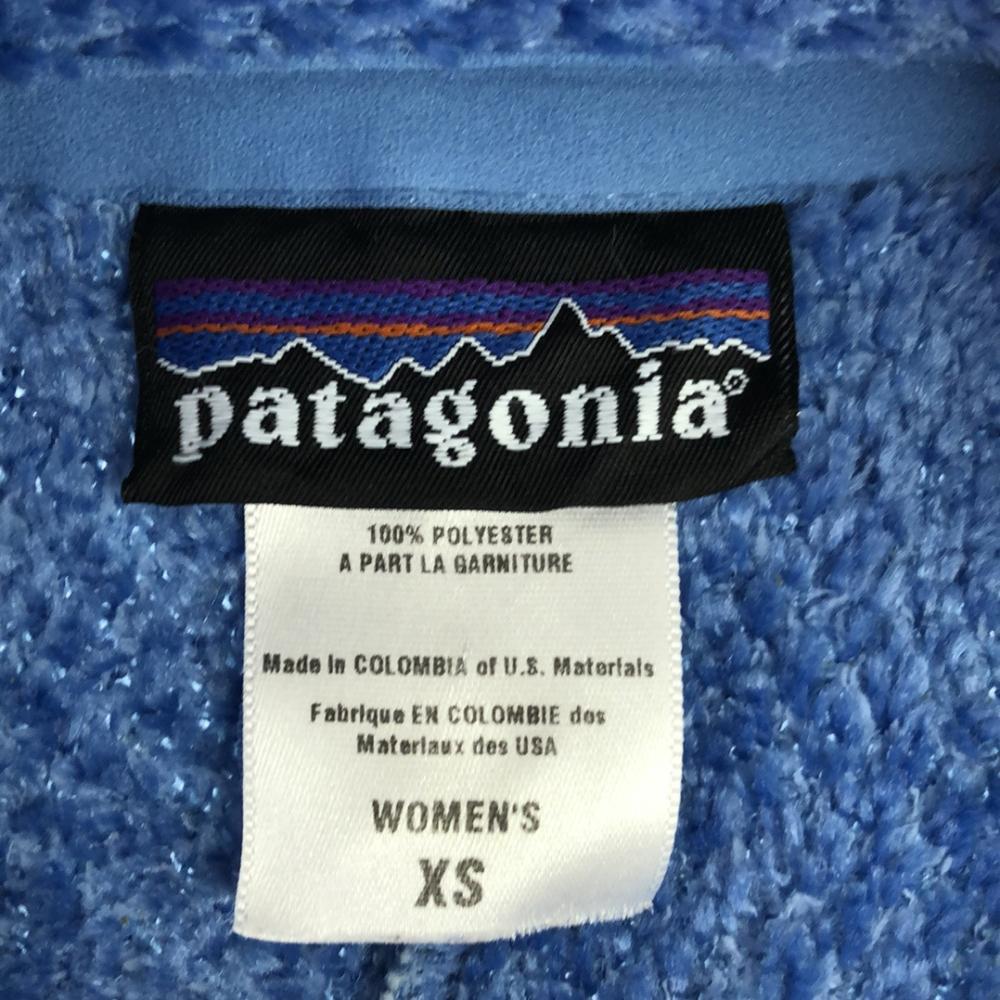 patagonia®
100% POLYESTER
A PART LA GARNITURE
Made in COLOMBIA of U.S. Materials
Fabrique EN COLOMBIE des
Materiaux des USA
WOMEN'S
XS